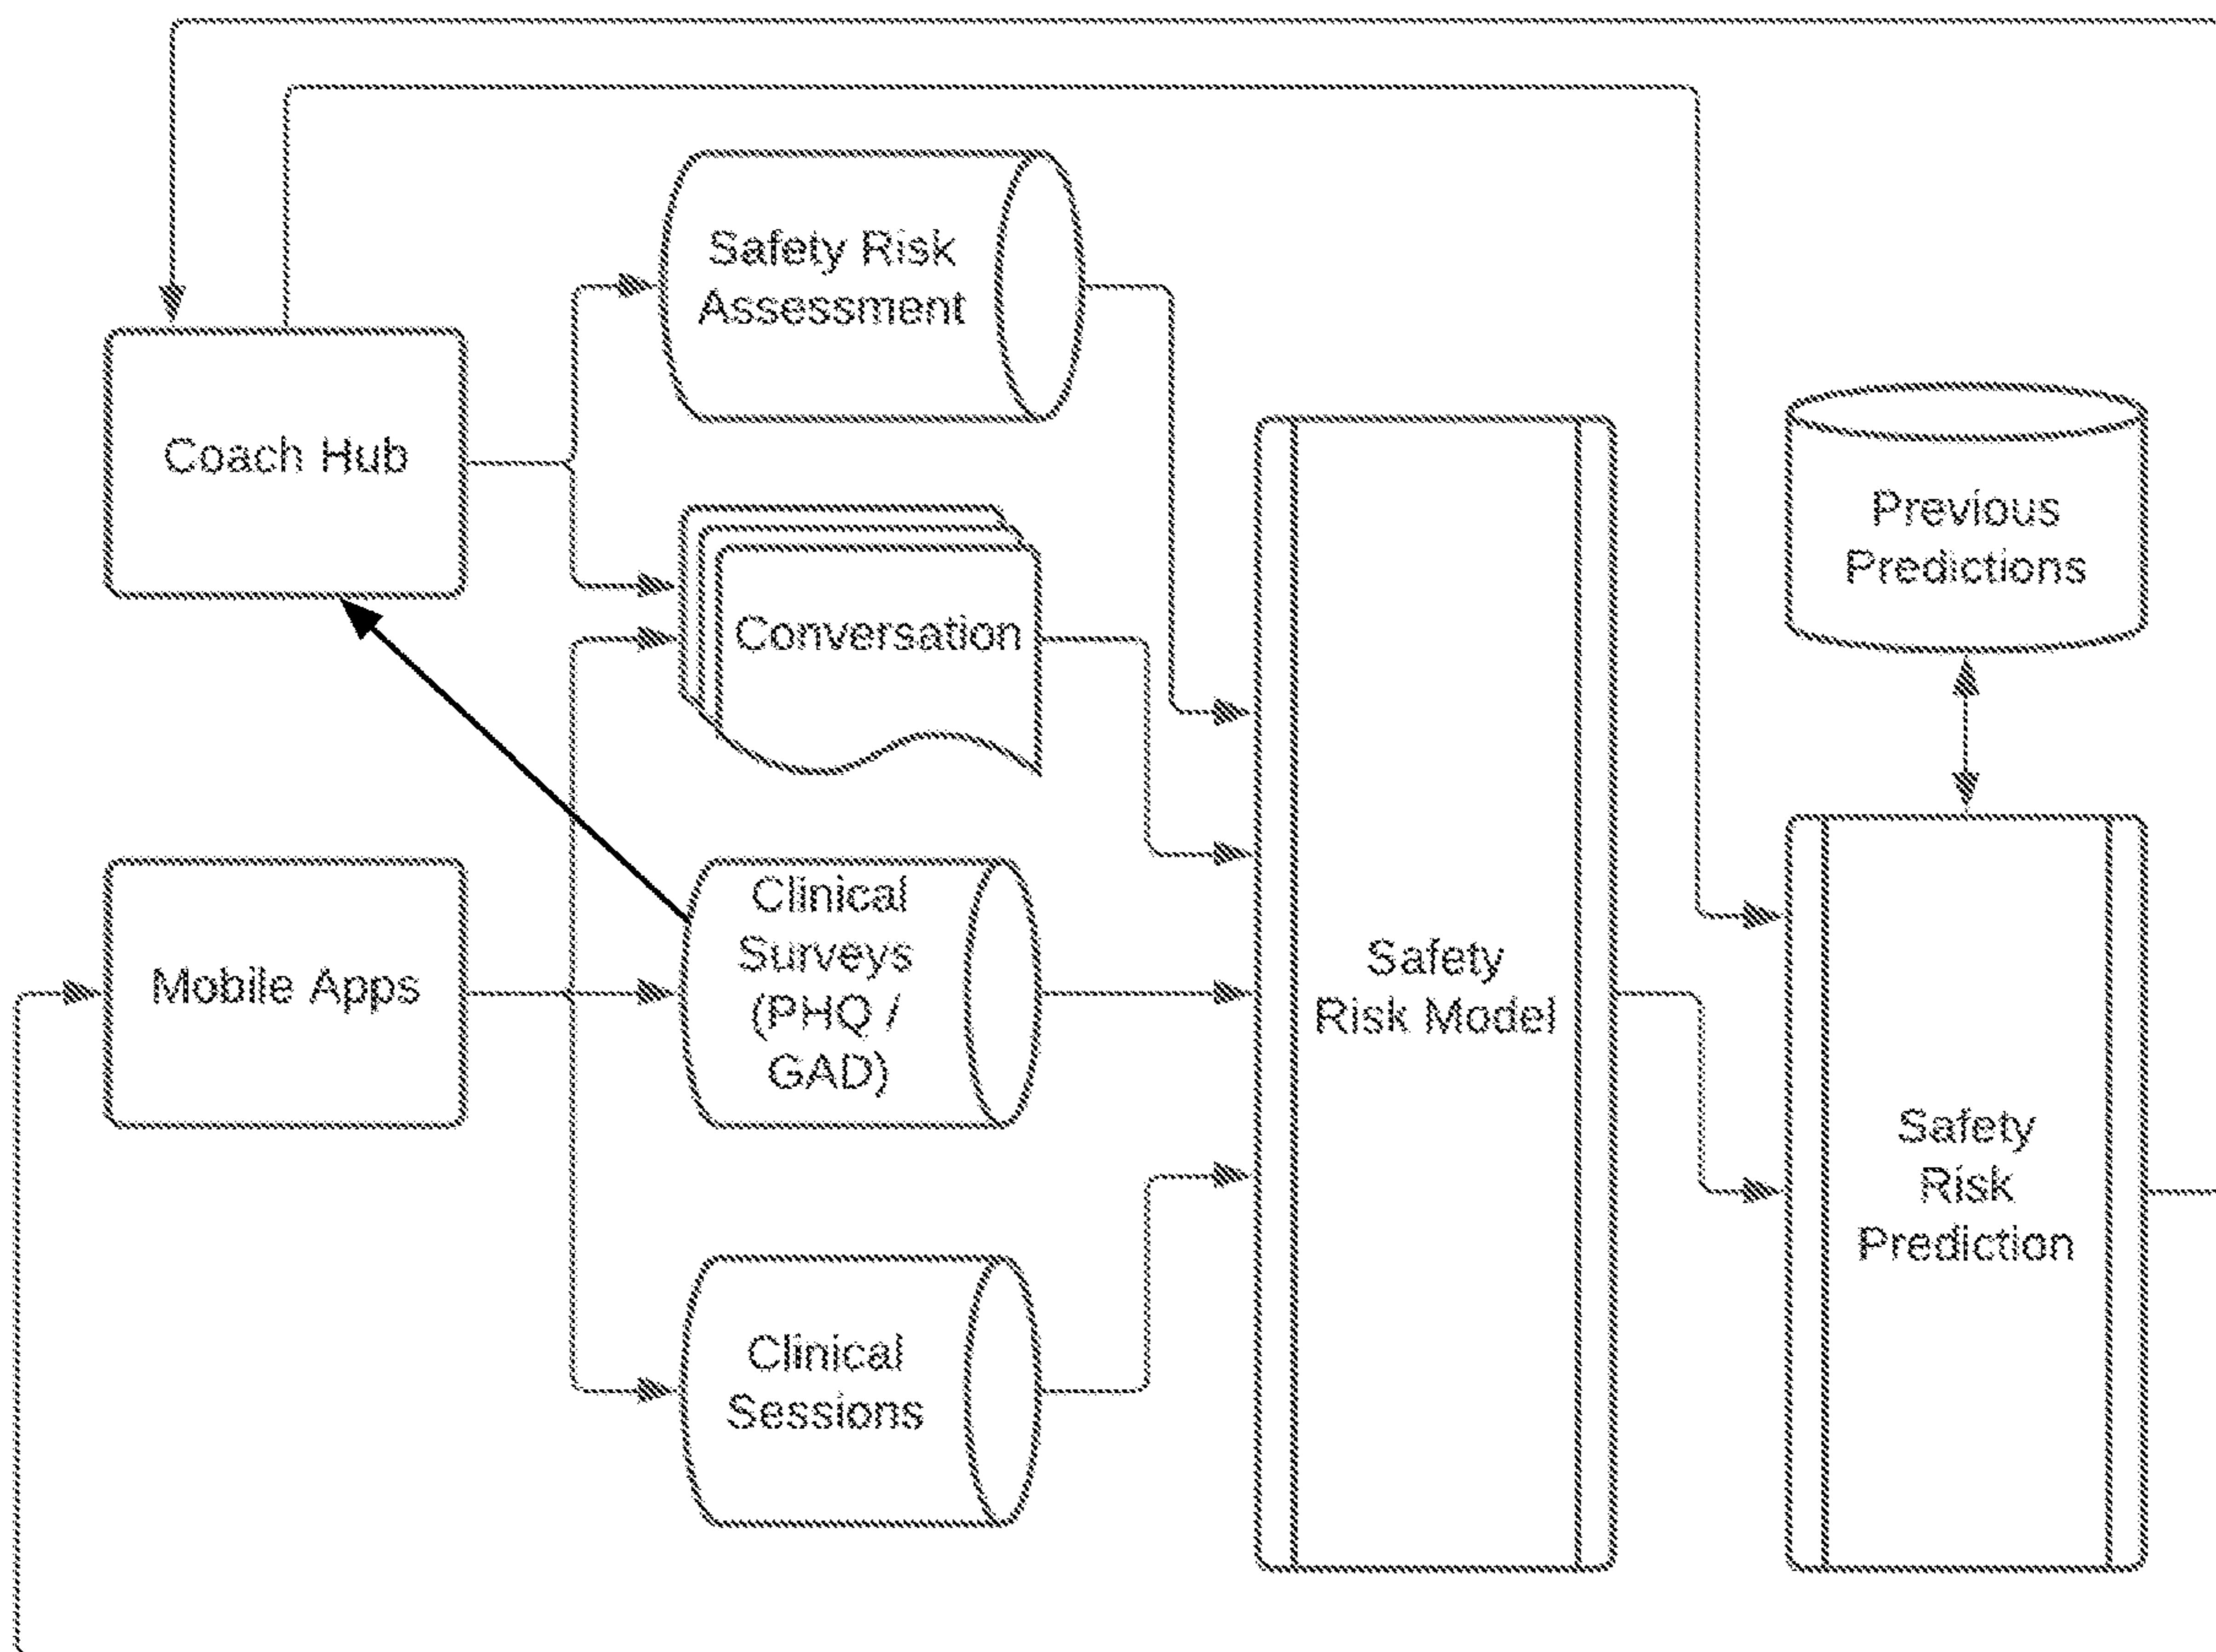 Safety Risk
Assessment
Coach Hub
Conversation
Previous
Predictions
Mobile Apps
Clinical
Surveys
(PHQ /
GAD)
Safety
Risk Model
Safety
Risk
Prediction
Clinical
Sessions